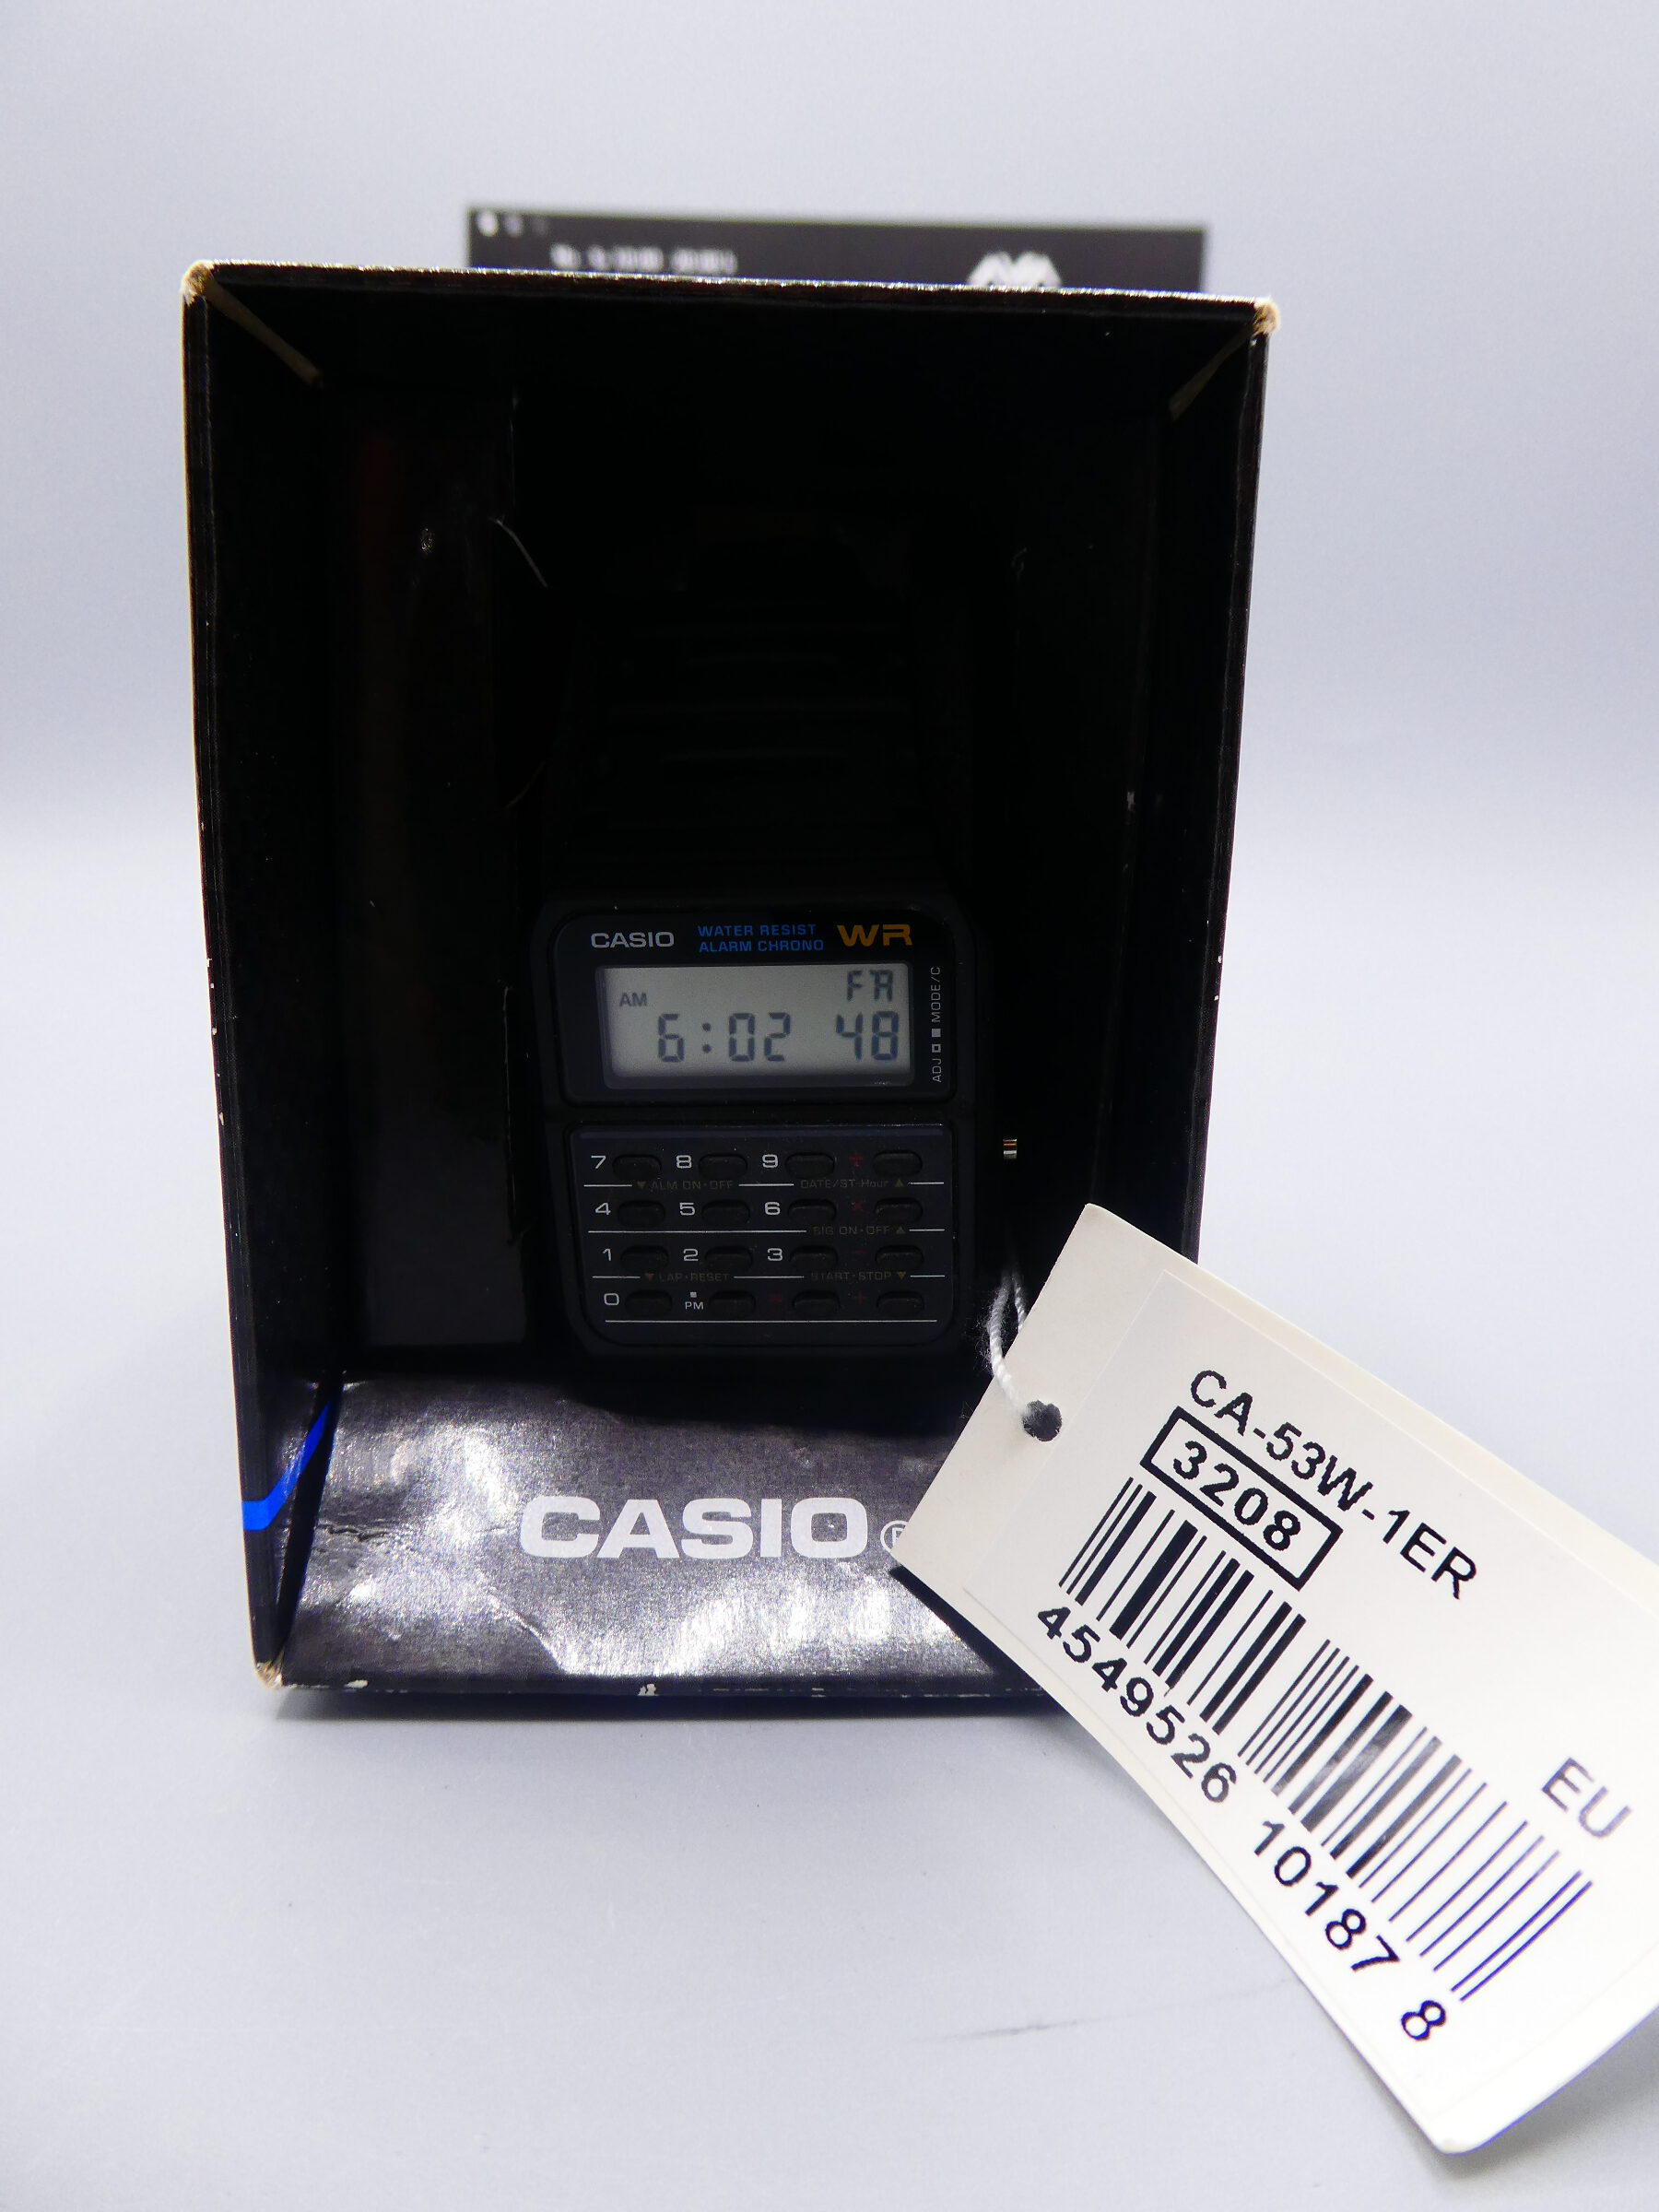 CASIO
WATER RESIST
ALARM CHRONO
WR
FR
AM
6:02 48
ADJ MODE/C
7 8 9 ÷
▼ ALM ON•OFF DATE/ST-Hour ▲
4 5 6 ×
SIG ON•OFF ▲
1 2 3 −
▼ LAP•RESET START•STOP ▼
0 . = +
PM
CASIO®
CA-53W-1ER
3208
4549526 10187 8
EU